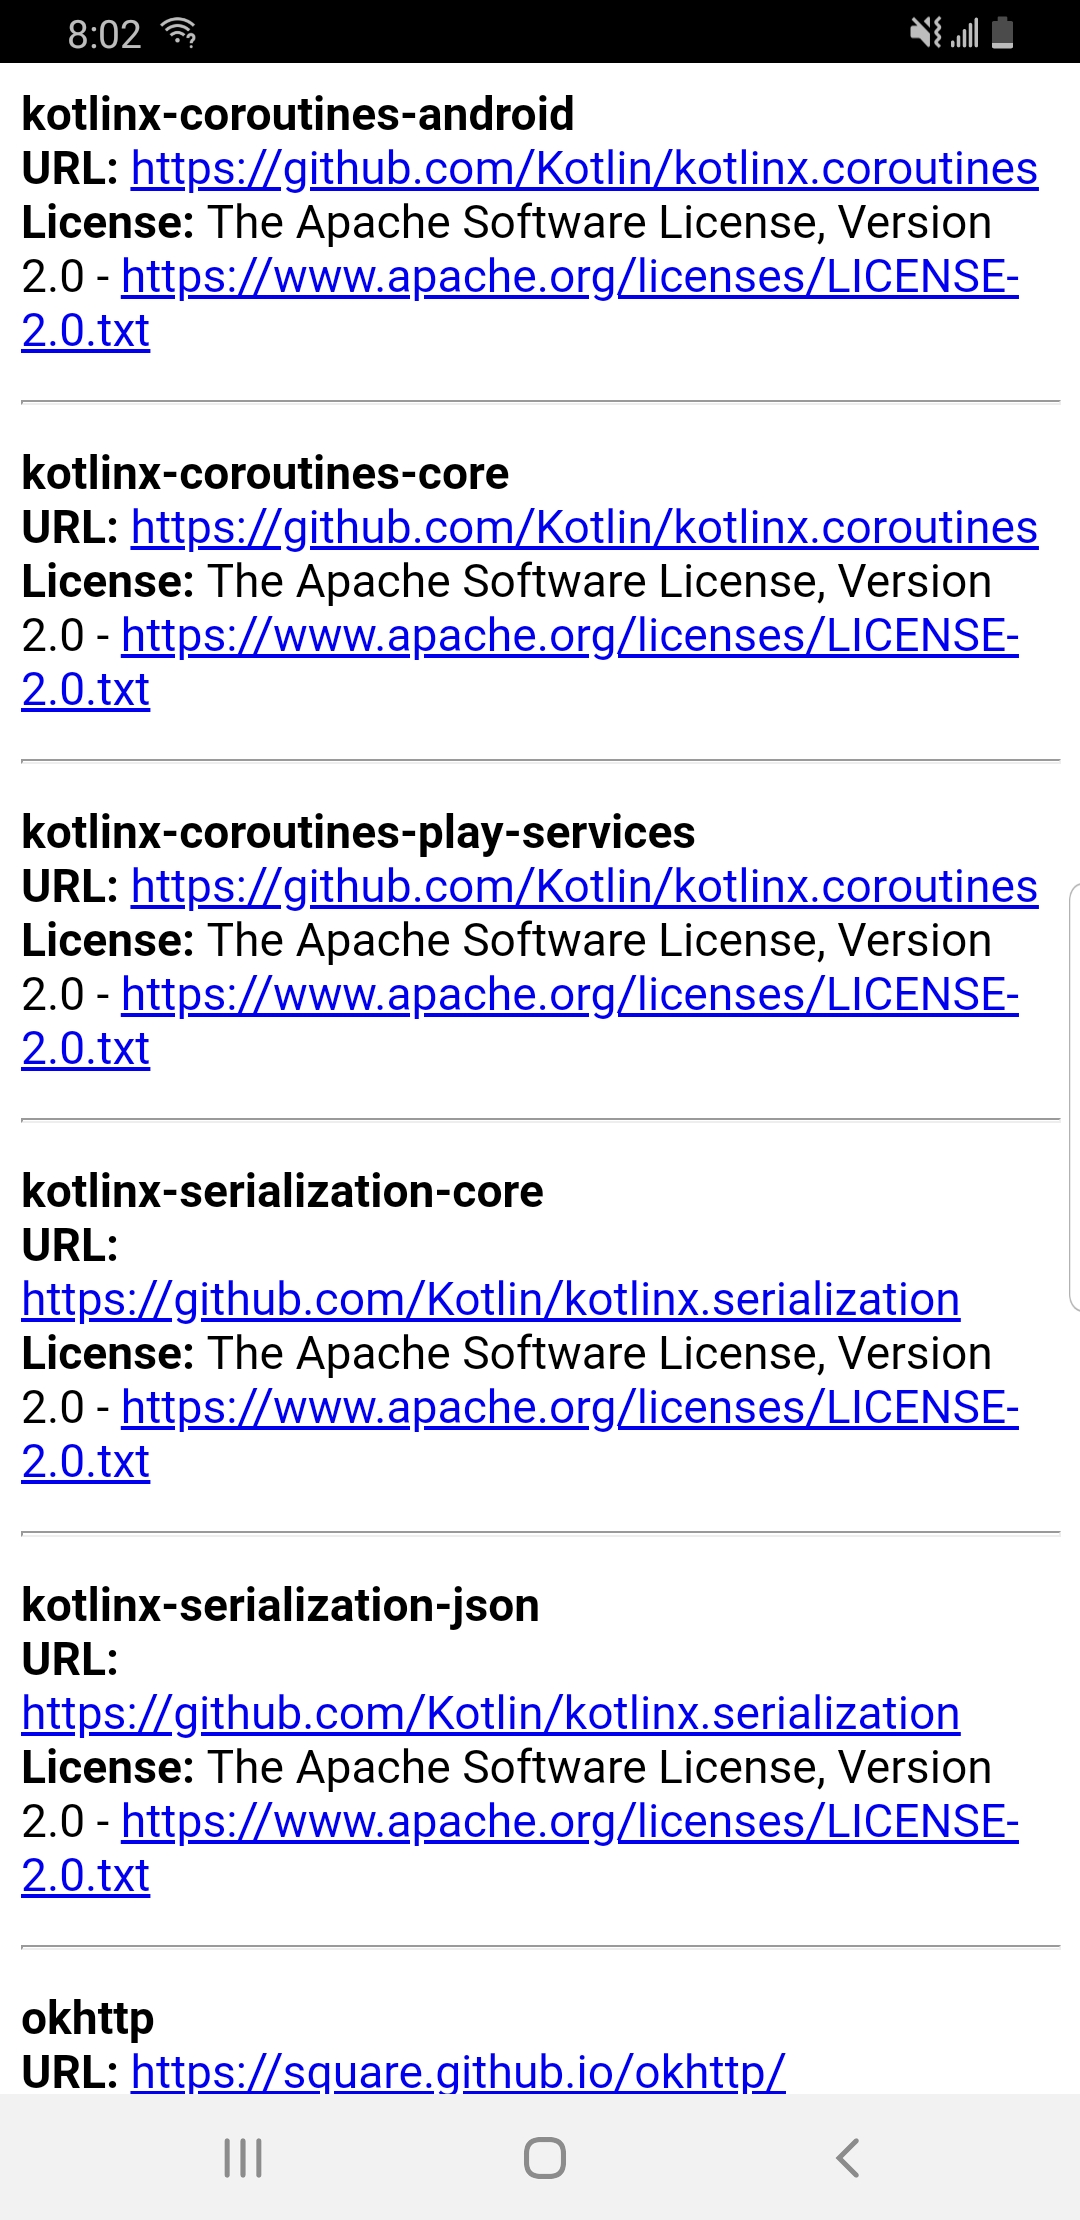 8:02
kotlinx-coroutines-android
URL: https://github.com/Kotlin/kotlinx.coroutines
License: The Apache Software License, Version
2.0 - https://www.apache.org/licenses/LICENSE-
2.0.txt
kotlinx-coroutines-core
URL: https://github.com/Kotlin/kotlinx.coroutines
License: The Apache Software License, Version
2.0 - https://www.apache.org/licenses/LICENSE-
2.0.txt
kotlinx-coroutines-play-services
URL: https://github.com/Kotlin/kotlinx.coroutines
License: The Apache Software License, Version
2.0 - https://www.apache.org/licenses/LICENSE-
2.0.txt
kotlinx-serialization-core
URL:
https://github.com/Kotlin/kotlinx.serialization
License: The Apache Software License, Version
2.0 - https://www.apache.org/licenses/LICENSE-
2.0.txt
kotlinx-serialization-json
URL:
https://github.com/Kotlin/kotlinx.serialization
License: The Apache Software License, Version
2.0 - https://www.apache.org/licenses/LICENSE-
2.0.txt
okhttp
URL: https://square.github.io/okhttp/